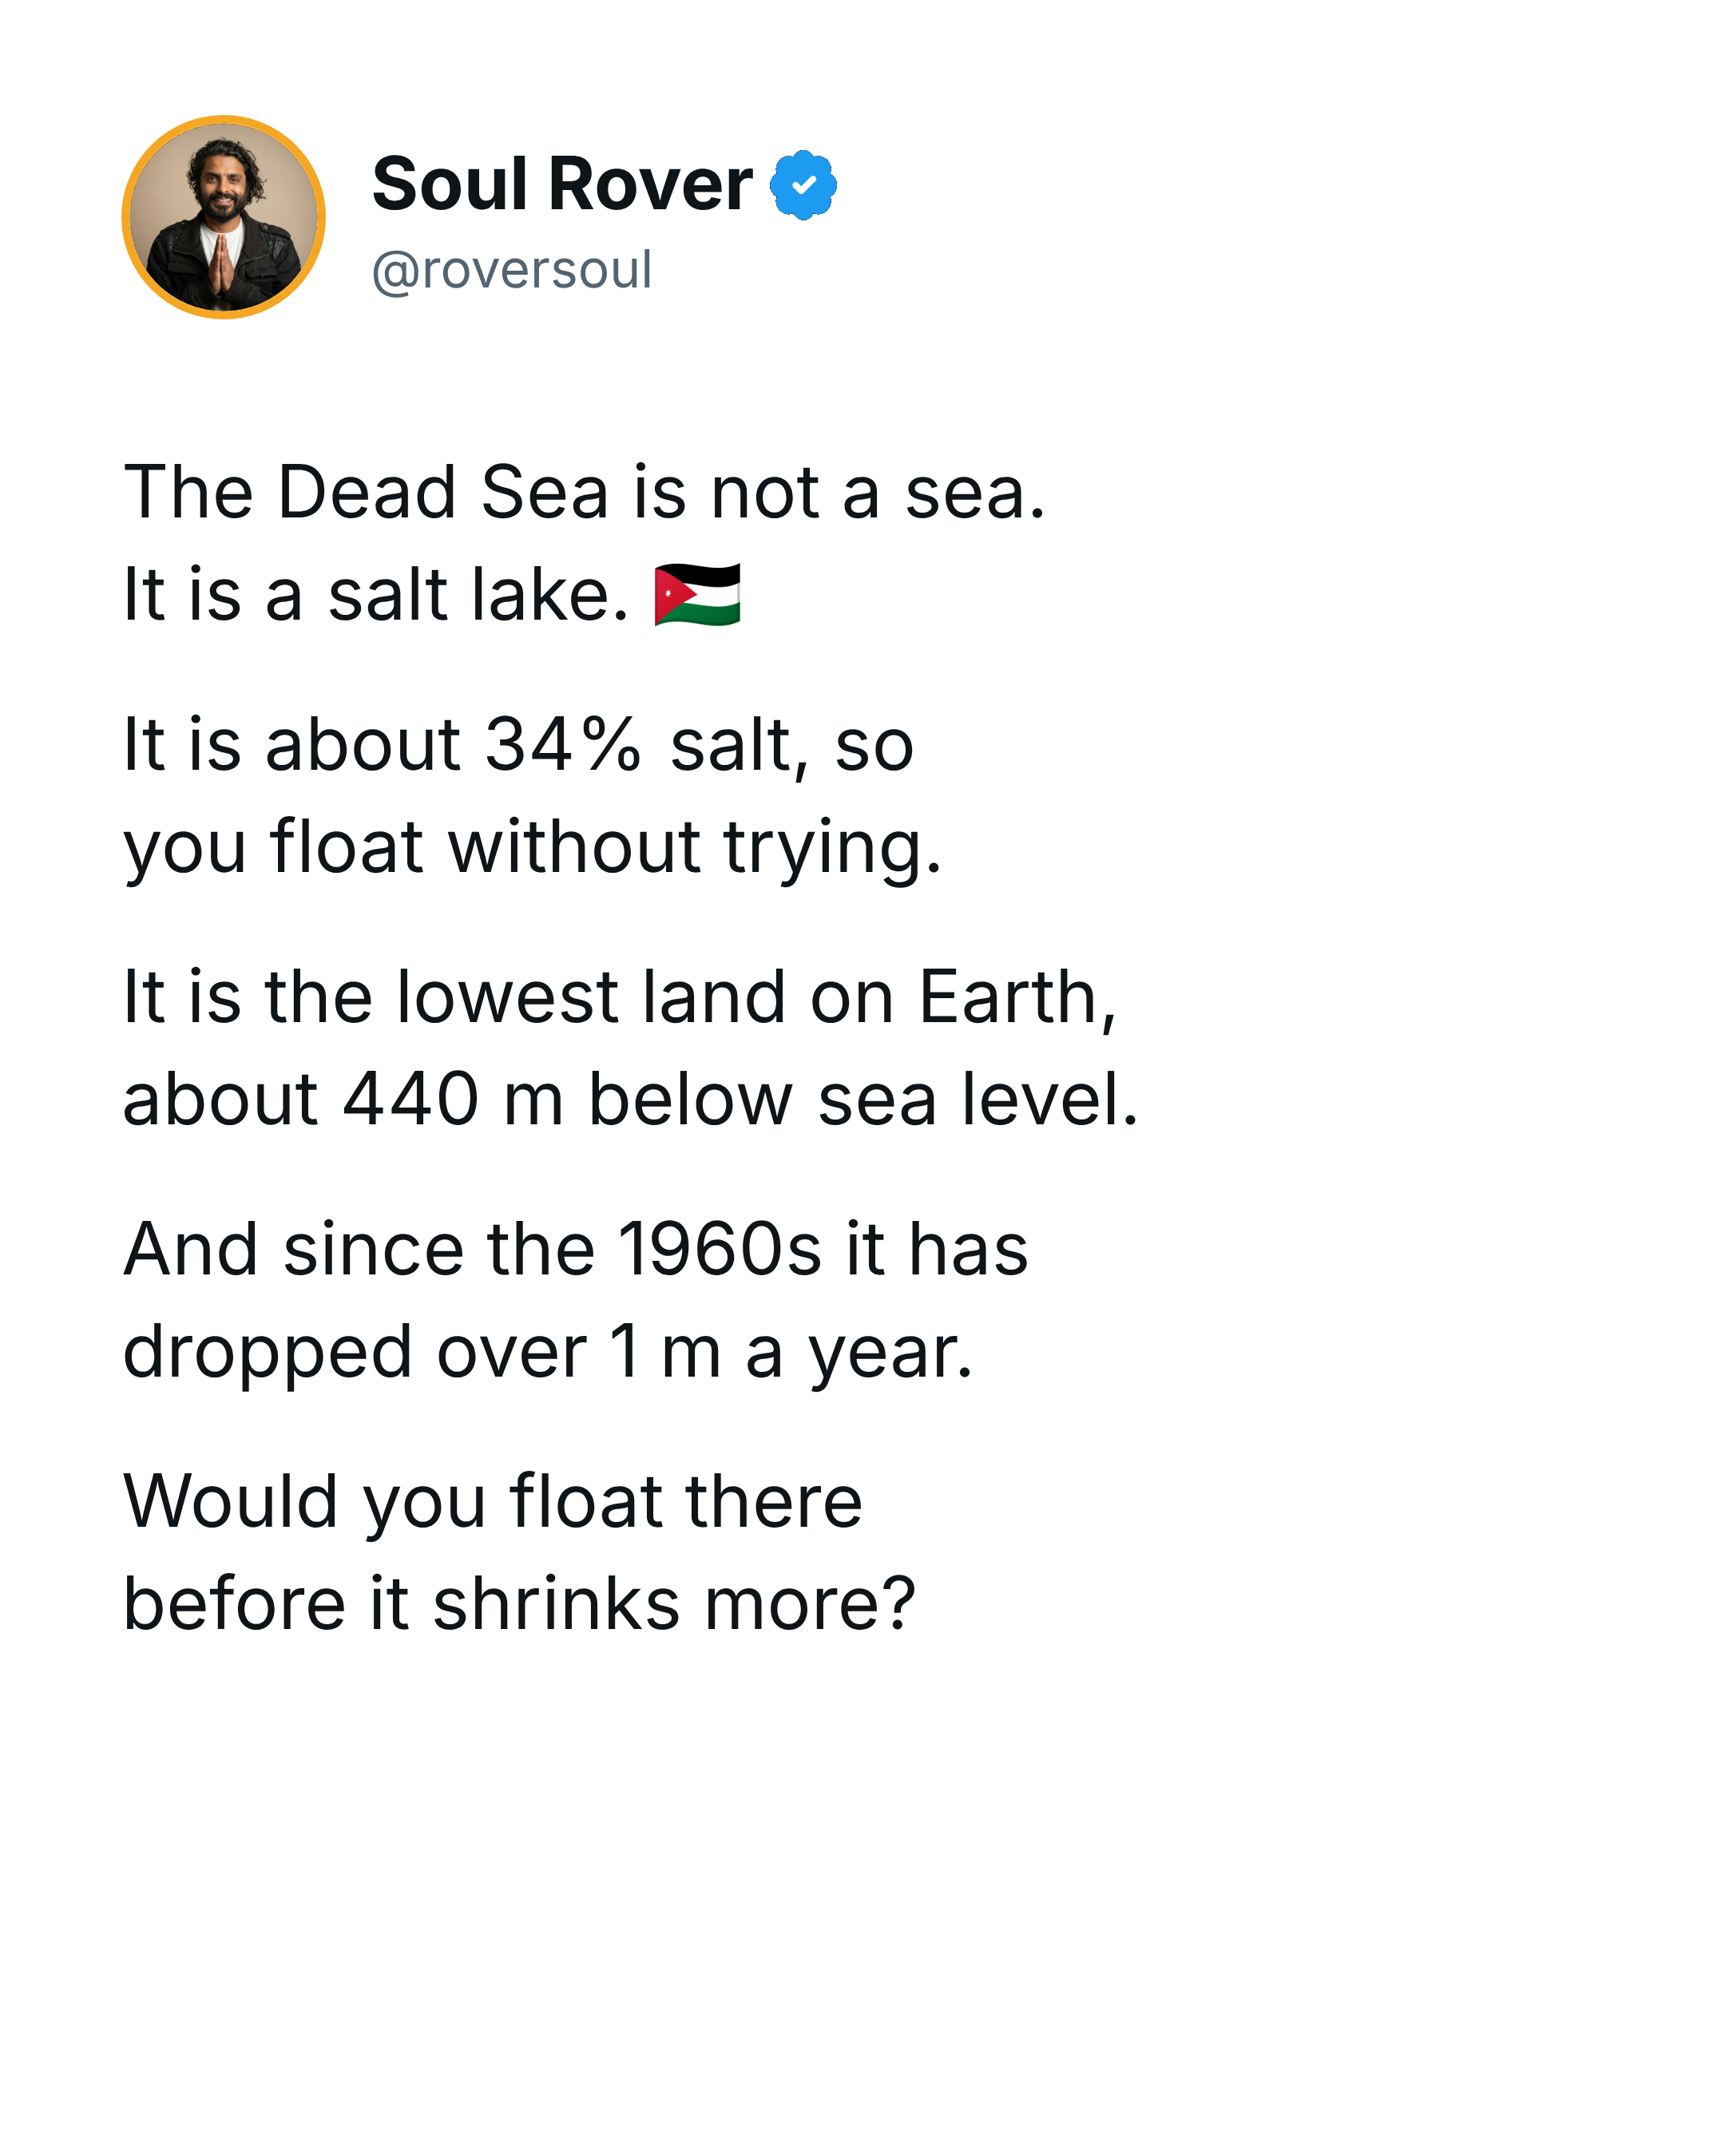 Soul Rover
@roversoul
The Dead Sea is not a sea.
It is a salt lake. 🇯🇴
It is about 34% salt, so
you float without trying.
It is the lowest land on Earth,
about 440 m below sea level.
And since the 1960s it has
dropped over 1 m a year.
Would you float there
before it shrinks more?